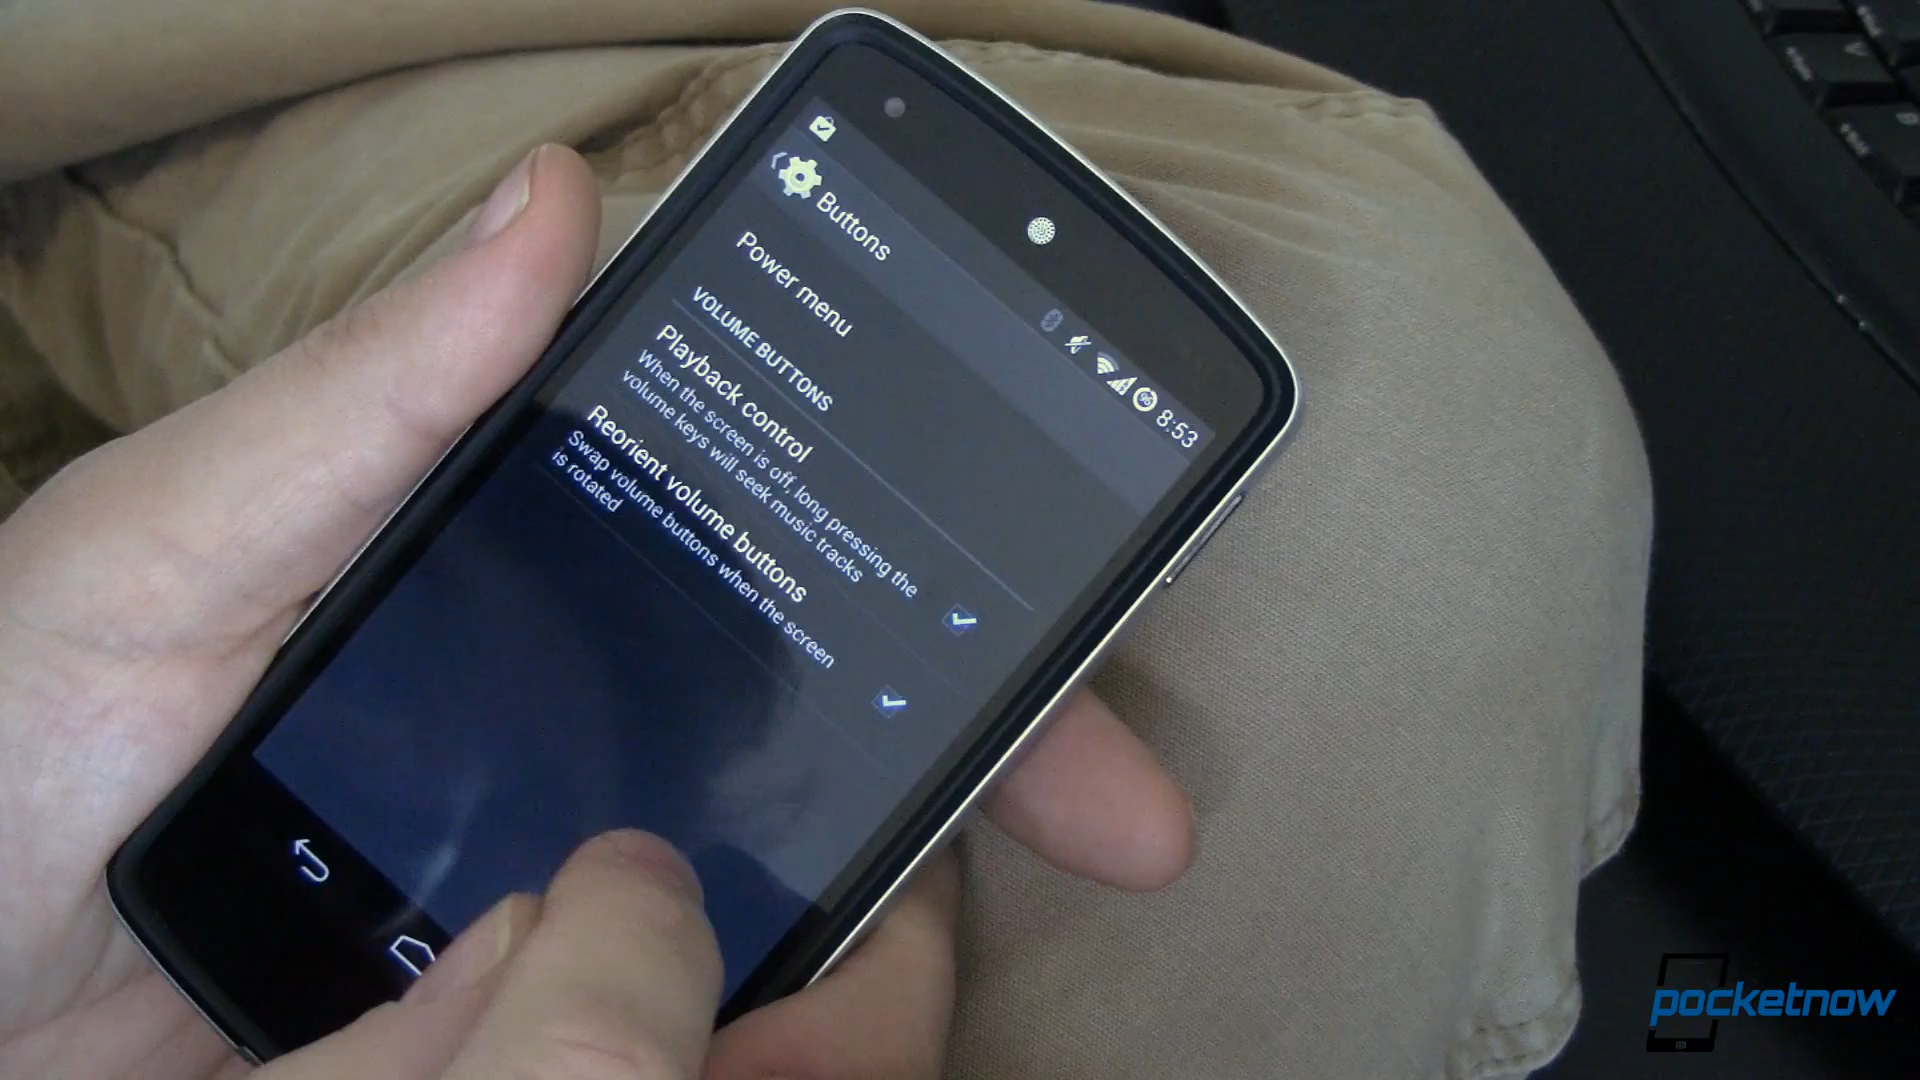 96 8:53
Buttons
Power menu
VOLUME BUTTONS
Playback control
When the screen is off, long pressing the
volume keys will seek music tracks
Reorient volume buttons
Swap volume buttons when the screen
is rotated
V
B
pocketnow